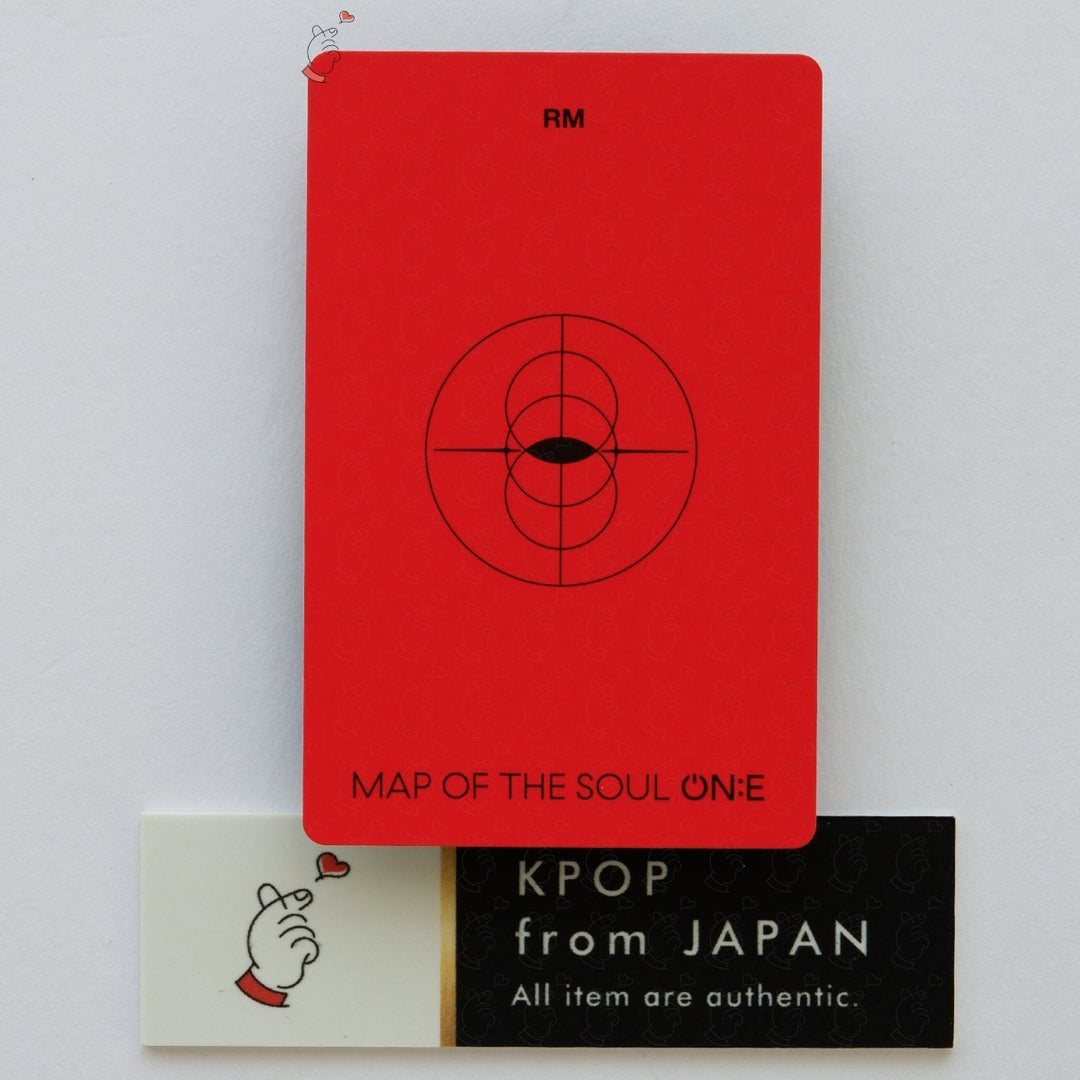 RM
MAP OF THE SOUL ON:E
KPOP
from JAPAN
All item are authentic.